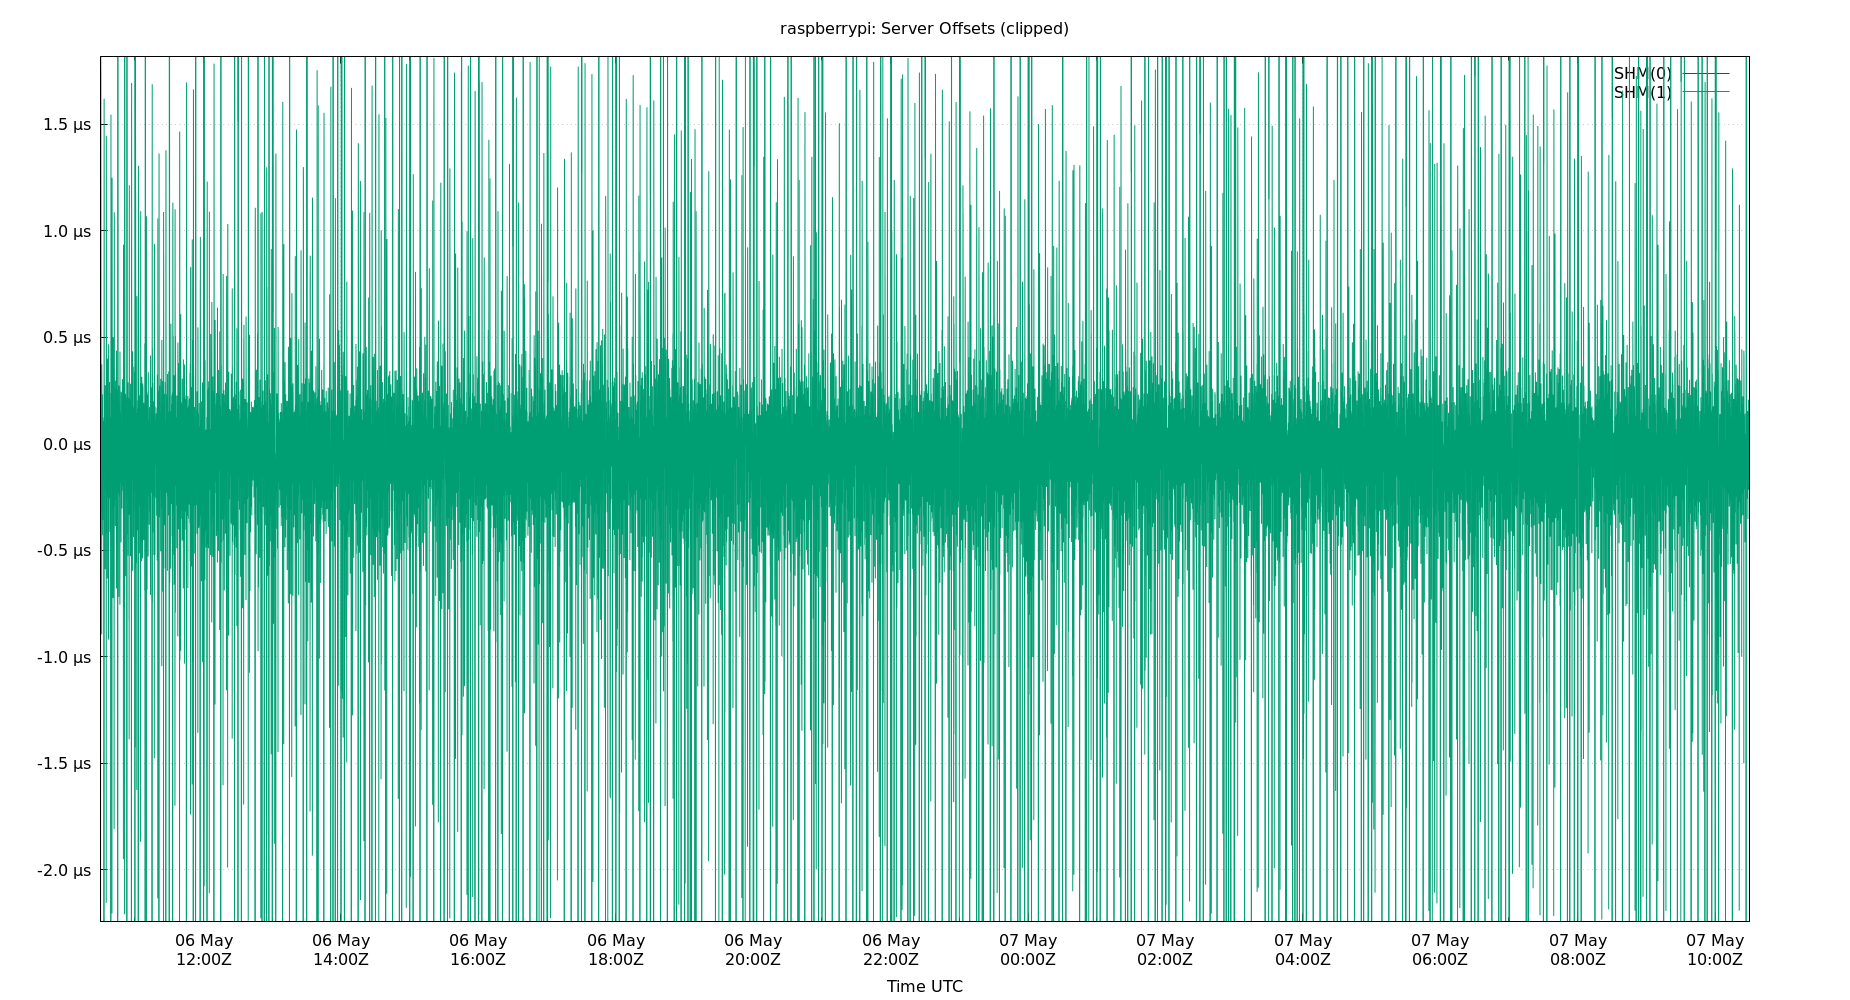 raspberrypi: Server Offsets (clipped)
SHM(0)
SHM(1)
1.5 µs
1.0 µs
0.5 µs
0.0 µs
-0.5 µs
-1.0 µs
-1.5 µs
-2.0 µs
06 May 06 May 06 May 06 May 06 May 06 May 07 May 07 May 07 May 07 May 07 May 07 May
12:00Z 14:00Z 16:00Z 18:00Z 20:00Z 22:00Z 00:00Z 02:00Z 04:00Z 06:00Z 08:00Z 10:00Z
Time UTC